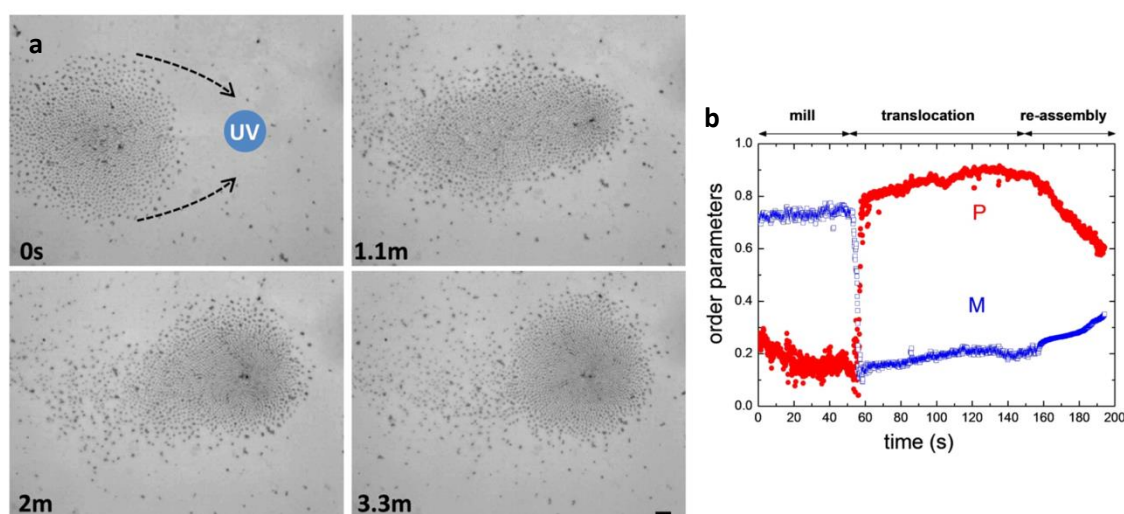 a
UV
0s
1.1m
2m
3.3m
b
mill translocation re-assembly
order parameters
1.0
0.8
0.6
0.4
0.2
0.0
P
M
0 20 40 60 80 100 120 140 160 180 200
time (s)